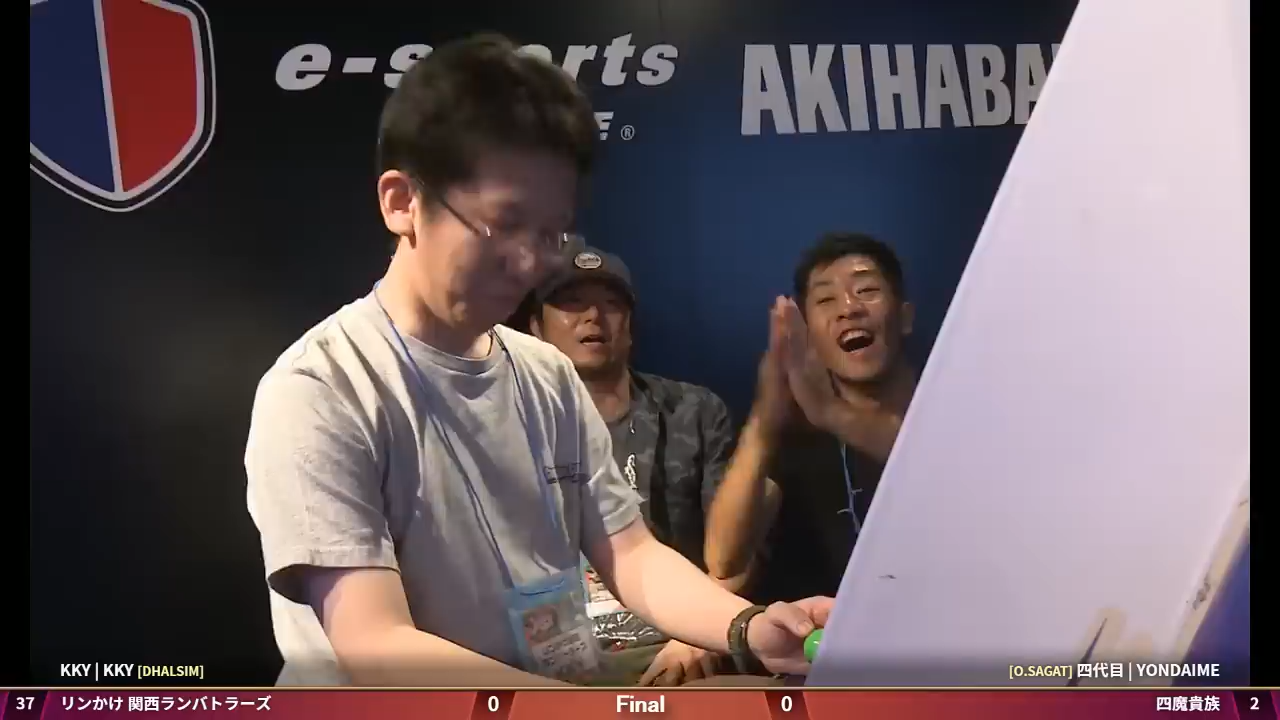 e-s orts
E®
AKIHABA
KKY | KKY [DHALSIM]
[O.SAGAT] 四代目 | YONDAIME
37 リンかけ 関西ランバトラーズ 0 Final 0 四魔貴族 2